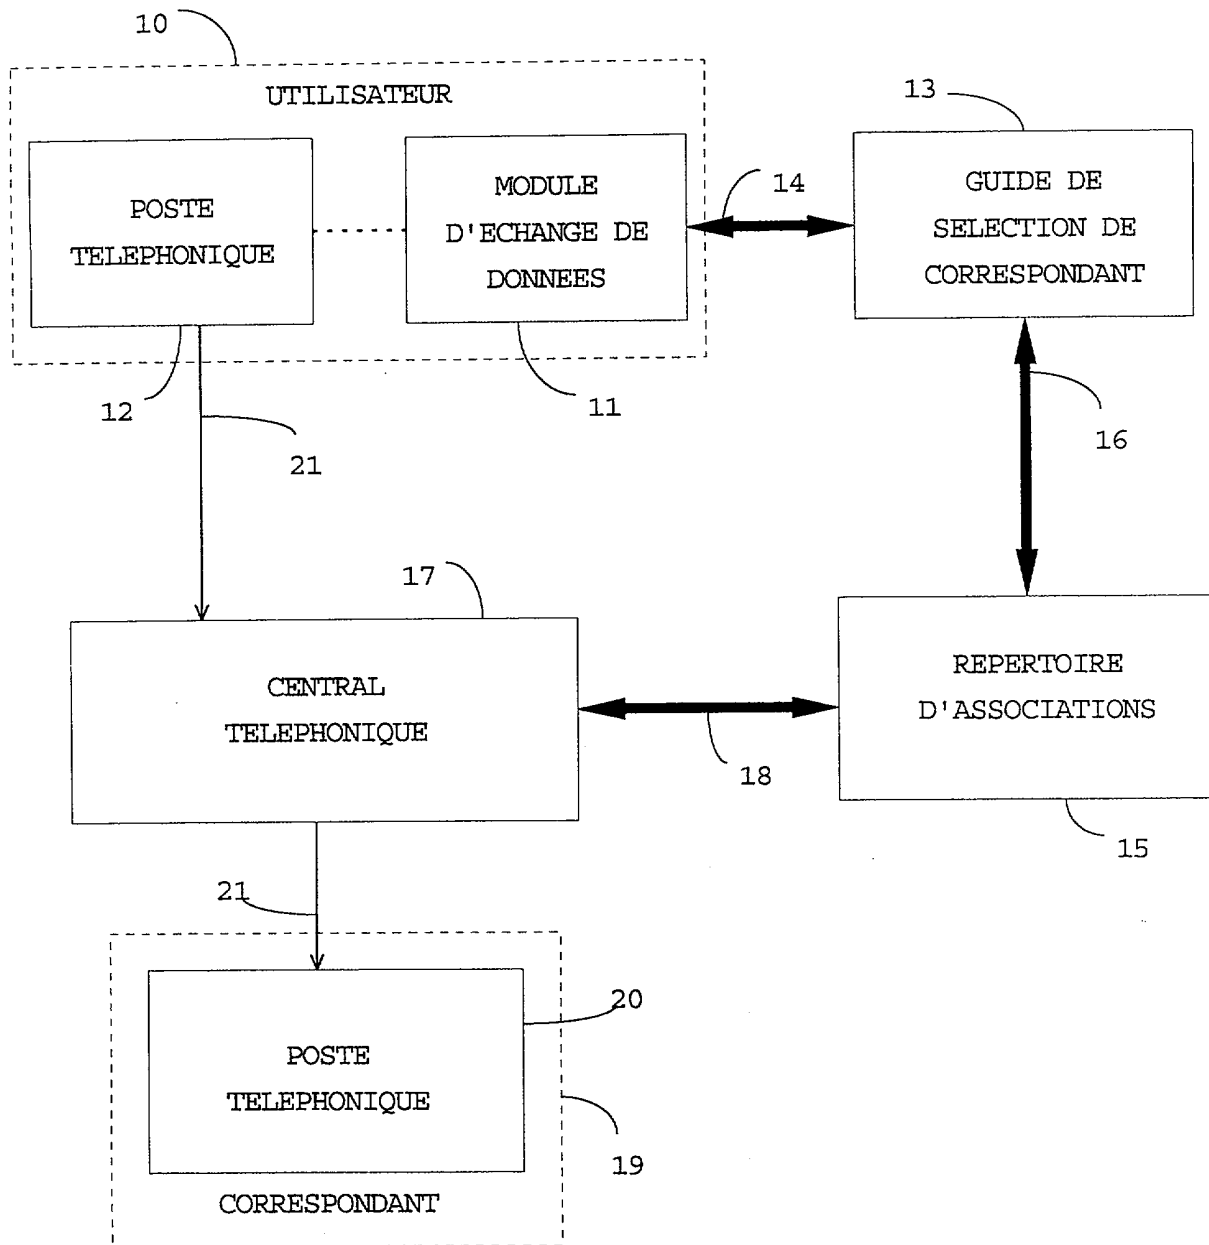 10
UTILISATEUR
13
POSTE
TELEPHONIQUE
MODULE
D'ECHANGE DE
DONNEES
14
GUIDE DE
SELECTION DE
CORRESPONDANT
12
11
21
16
17
CENTRAL
TELEPHONIQUE
REPERTOIRE
D'ASSOCIATIONS
18
15
21
20
POSTE
TELEPHONIQUE
19
CORRESPONDANT